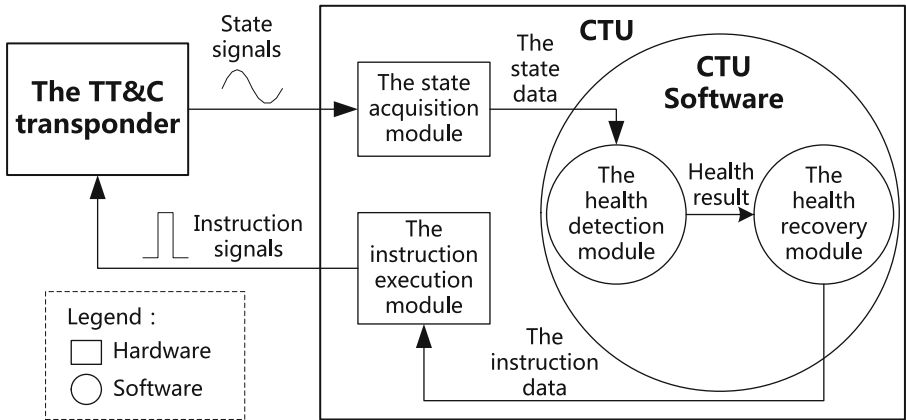 State
signals
The TT&C
transponder
Instruction
signals
CTU
The state
acquisition
module
The
state
data
CTU
Software
The
health
detection
module
Health
result
The
health
recovery
module
The
instruction
execution
module
The
instruction
data
Legend :
Hardware
Software